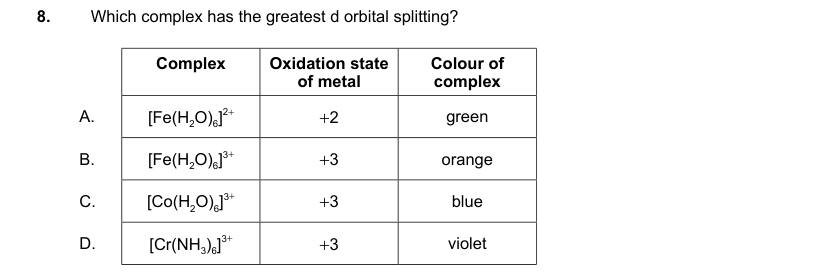 8. Which complex has the greatest d orbital splitting?
Complex Oxidation state of metal Colour of complex
A. [Fe(H₂O)₆]²⁺ +2 green
B. [Fe(H₂O)₆]³⁺ +3 orange
C. [Co(H₂O)₆]³⁺ +3 blue
D. [Cr(NH₃)₆]³⁺ +3 violet